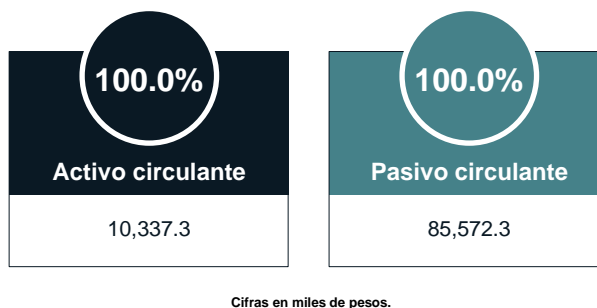 100.0%
Activo circulante
10,337.3
100.0%
Pasivo circulante
85,572.3
Cifras en miles de pesos.